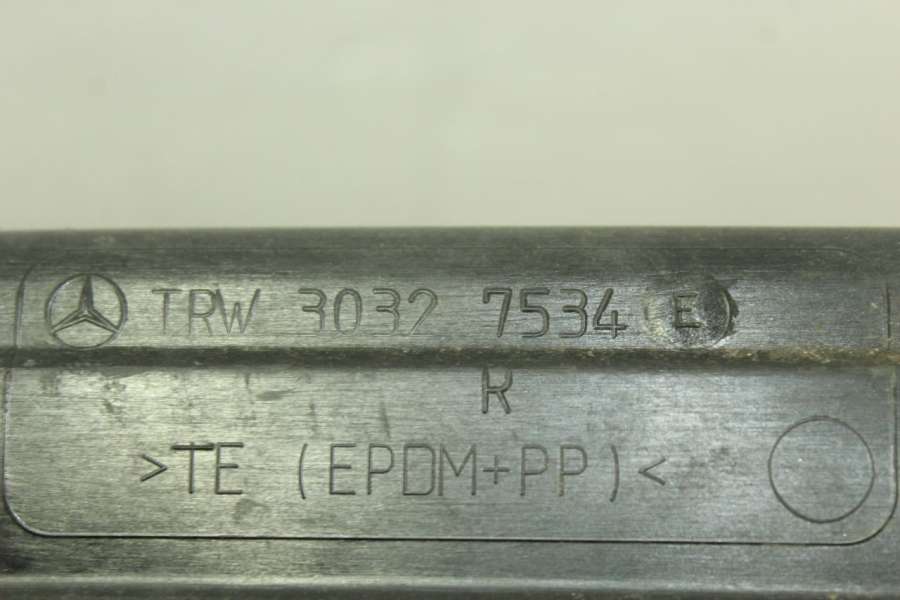 TRW 3032 7534 E
R
>TE (EPDM+PP)<